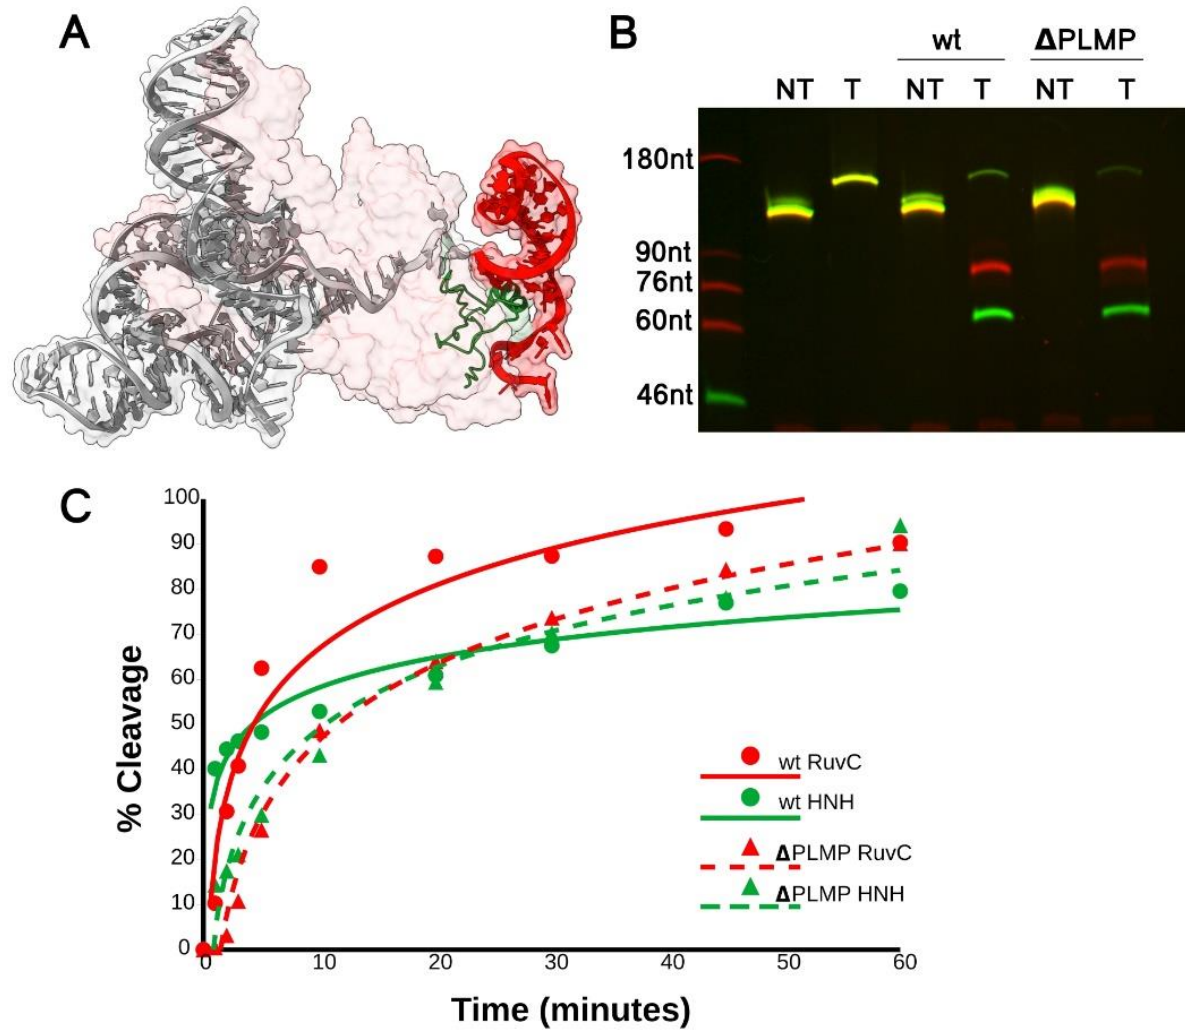 A
B
wt ΔPLMP
NT T NT T NT T
180nt
90nt
76nt
60nt
46nt
C
% Cleavage
100
90
80
70
60
50
40
30
20
10
0
0 10 20 30 40 50 60
Time (minutes)
wt RuvC
wt HNH
ΔPLMP RuvC
ΔPLMP HNH